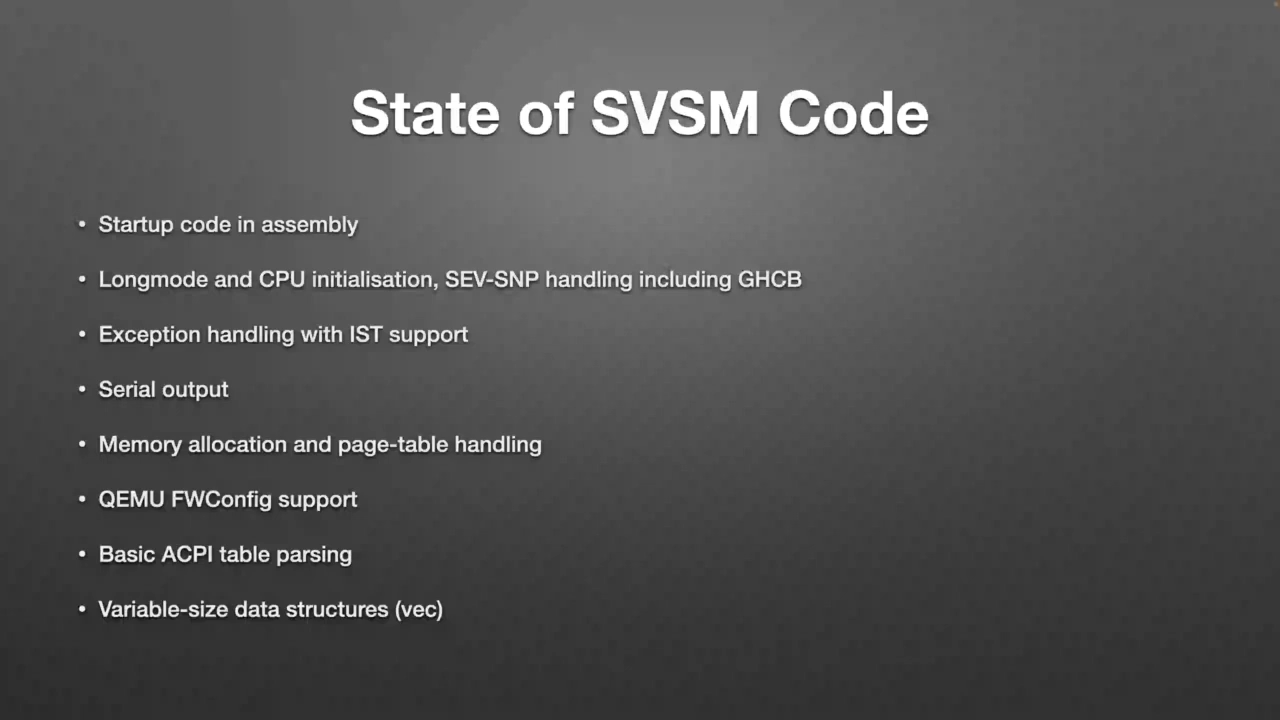 State of SVSM Code
• Startup code in assembly
• Longmode and CPU initialisation, SEV-SNP handling including GHCB
• Exception handling with IST support
• Serial output
• Memory allocation and page-table handling
• QEMU FWConfig support
• Basic ACPI table parsing
• Variable-size data structures (vec)